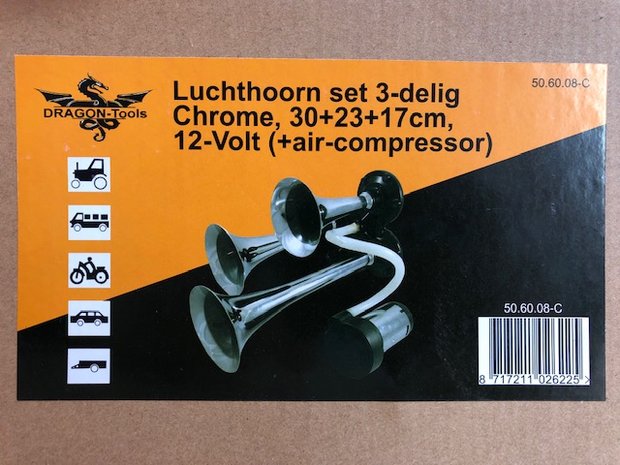 DRAGON-Tools
Luchthoorn set 3-delig
Chrome, 30+23+17cm,
12-Volt (+air-compressor)
50.60.08-C
50.60.08-C
8 717211 026225 >